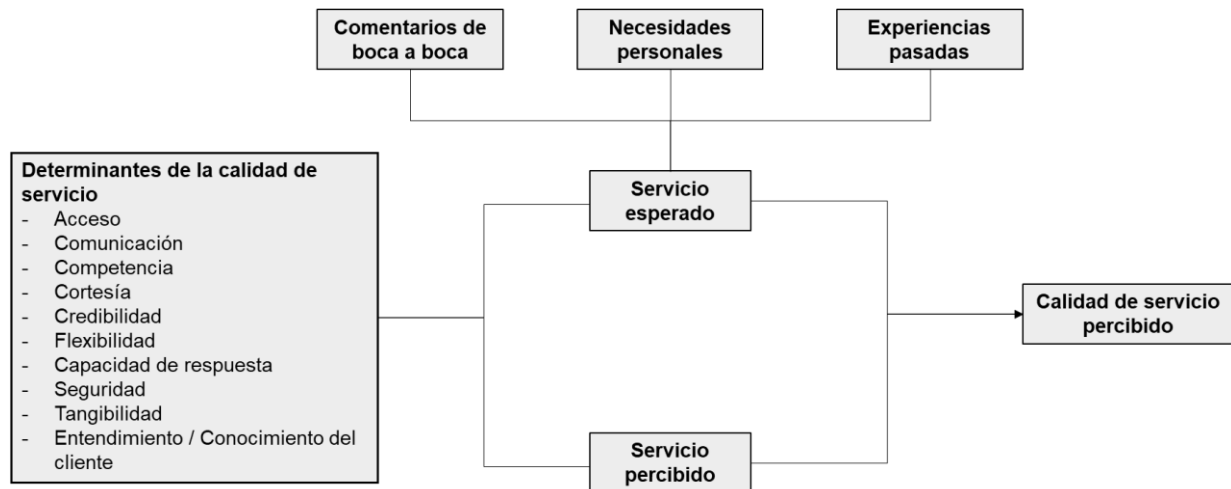 Comentarios de
boca a boca
Necesidades
personales
Experiencias
pasadas
Determinantes de la calidad de
servicio
- Acceso
- Comunicación
- Competencia
- Cortesía
- Credibilidad
- Flexibilidad
- Capacidad de respuesta
- Seguridad
- Tangibilidad
- Entendimiento / Conocimiento del
cliente
Servicio
esperado
Servicio
percibido
Calidad de servicio
percibido